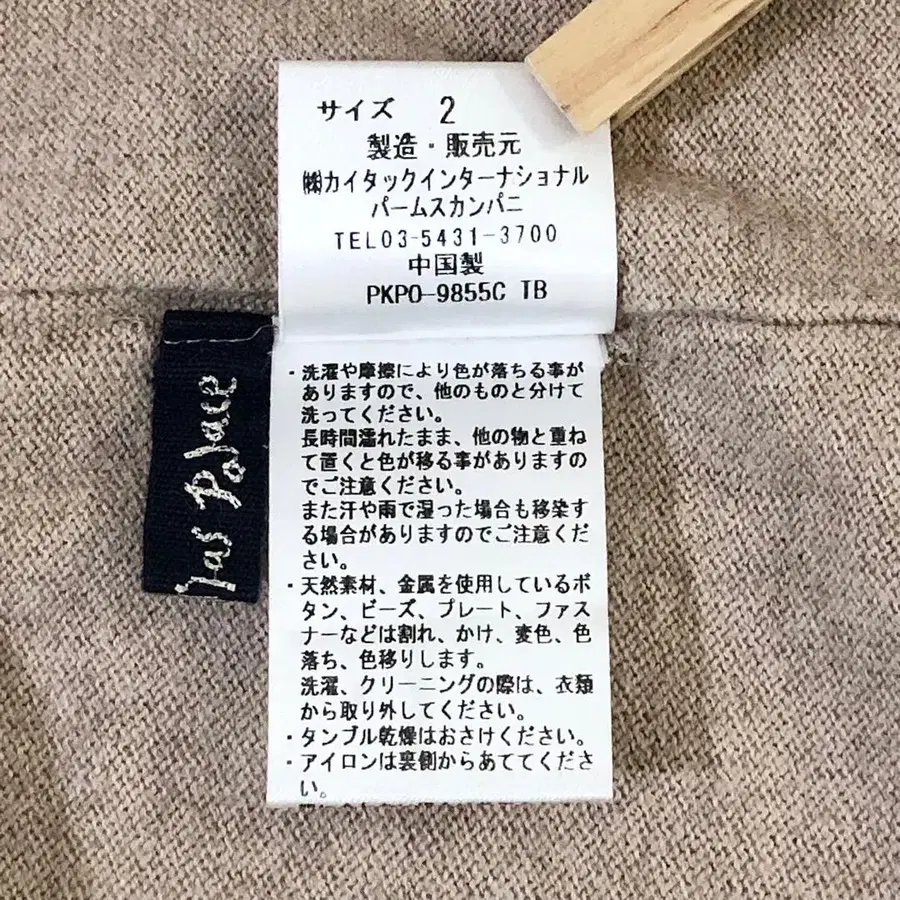 サイズ 2
製造・販売元
㈱カイタックインターナショナル
パームスカンパニ
TEL03-5431-3700
中国製
PKPO-9855C TB
・洗濯や摩擦により色が落ちる事が
ありますので、他のものと分けて
洗ってください。
長時間濡れたまま、他の物と重ね
て置くと色が移る事がありますの
でご注意ください。
また汗や雨で湿った場合も移染す
る場合がありますのでご注意くだ
さい。
・天然素材、金属を使用しているボ
タン、ビーズ、プレート、ファス
ナーなどは割れ、かけ、変色、色
落ち、色移りします。
洗濯、クリーニングの際は、衣類
から取り外してください。
・タンブル乾燥はおさけください。
・アイロンは裏側からあててくださ
い。
Palace